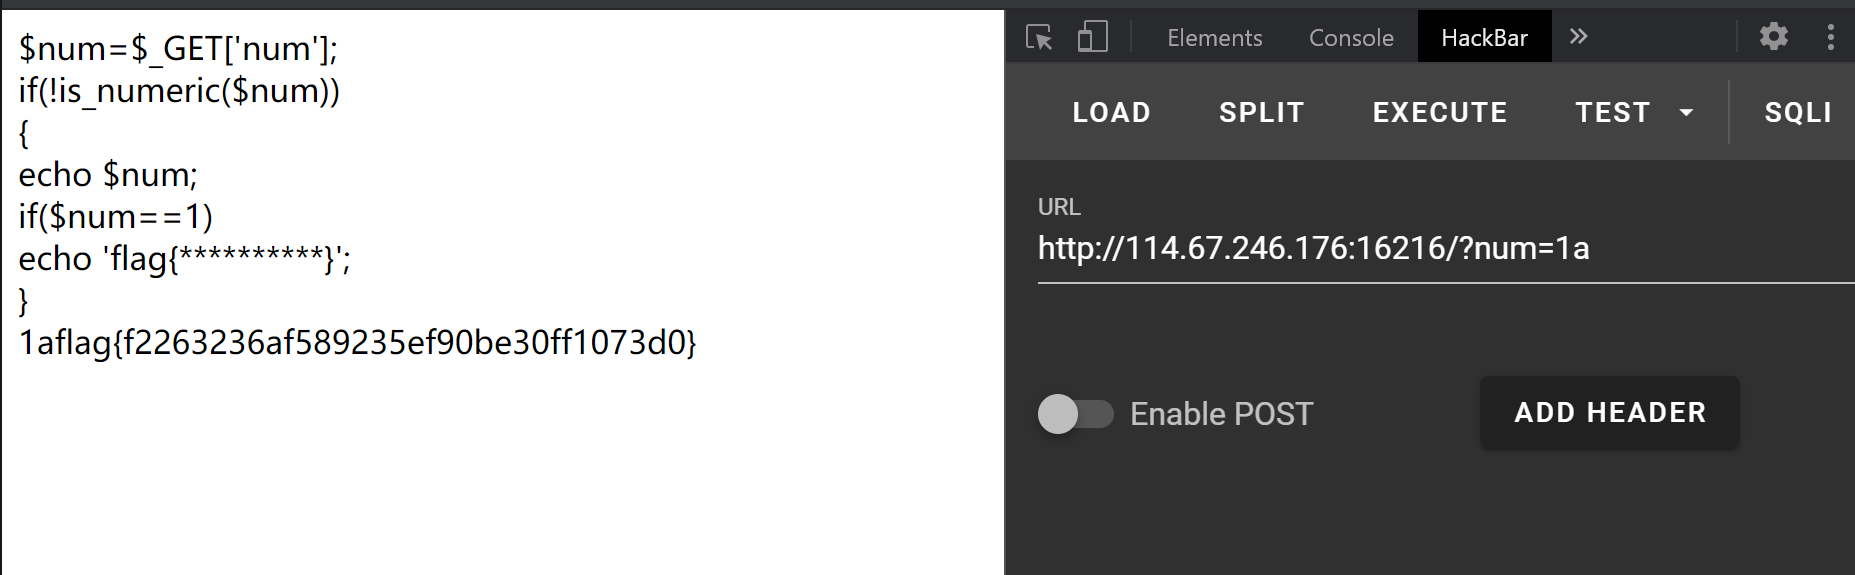 $num=$_GET['num'];
if(!is_numeric($num))
{
echo $num;
if($num==1)
echo 'flag{**********}';
}
1aflag{f2263236af589235ef90be30ff1073d0}
Elements Console HackBar »
LOAD SPLIT EXECUTE TEST SQLI
URL
http://114.67.246.176:16216/?num=1a
Enable POST ADD HEADER